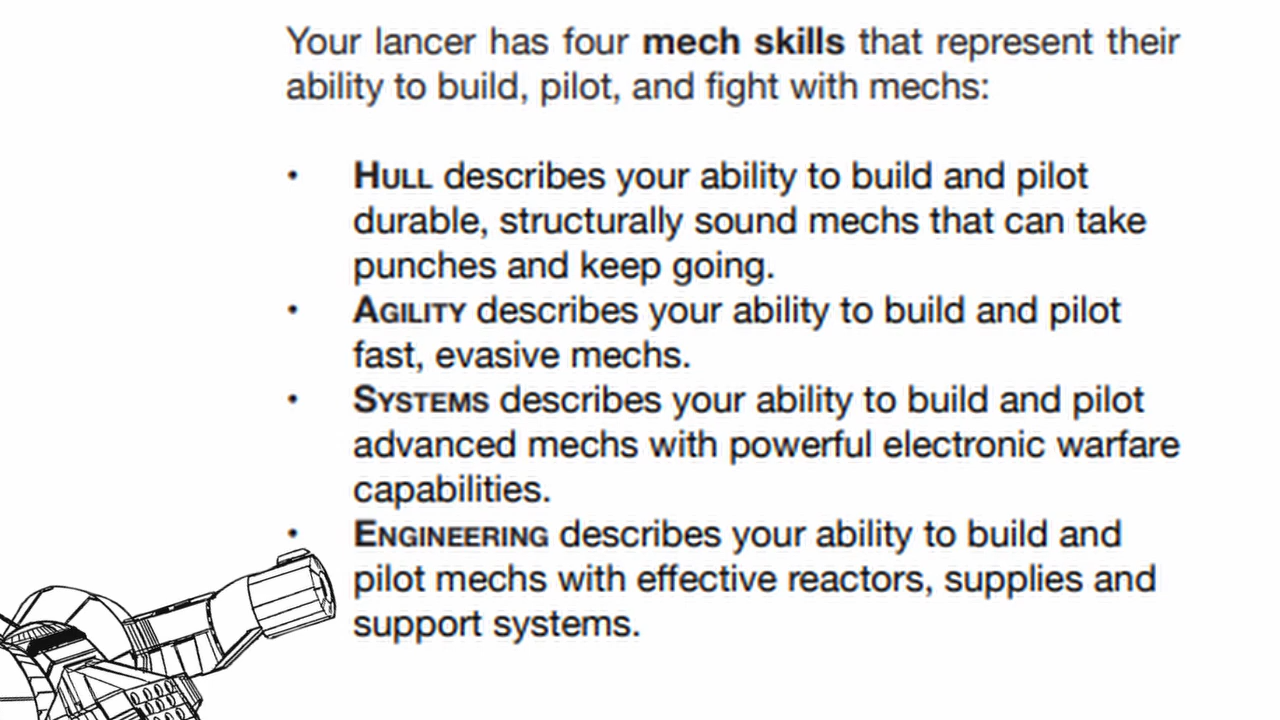 Your lancer has four mech skills that represent their
ability to build, pilot, and fight with mechs:
• HULL describes your ability to build and pilot
durable, structurally sound mechs that can take
punches and keep going.
• AGILITY describes your ability to build and pilot
fast, evasive mechs.
• SYSTEMS describes your ability to build and pilot
advanced mechs with powerful electronic warfare
capabilities.
• ENGINEERING describes your ability to build and
pilot mechs with effective reactors, supplies and
support systems.